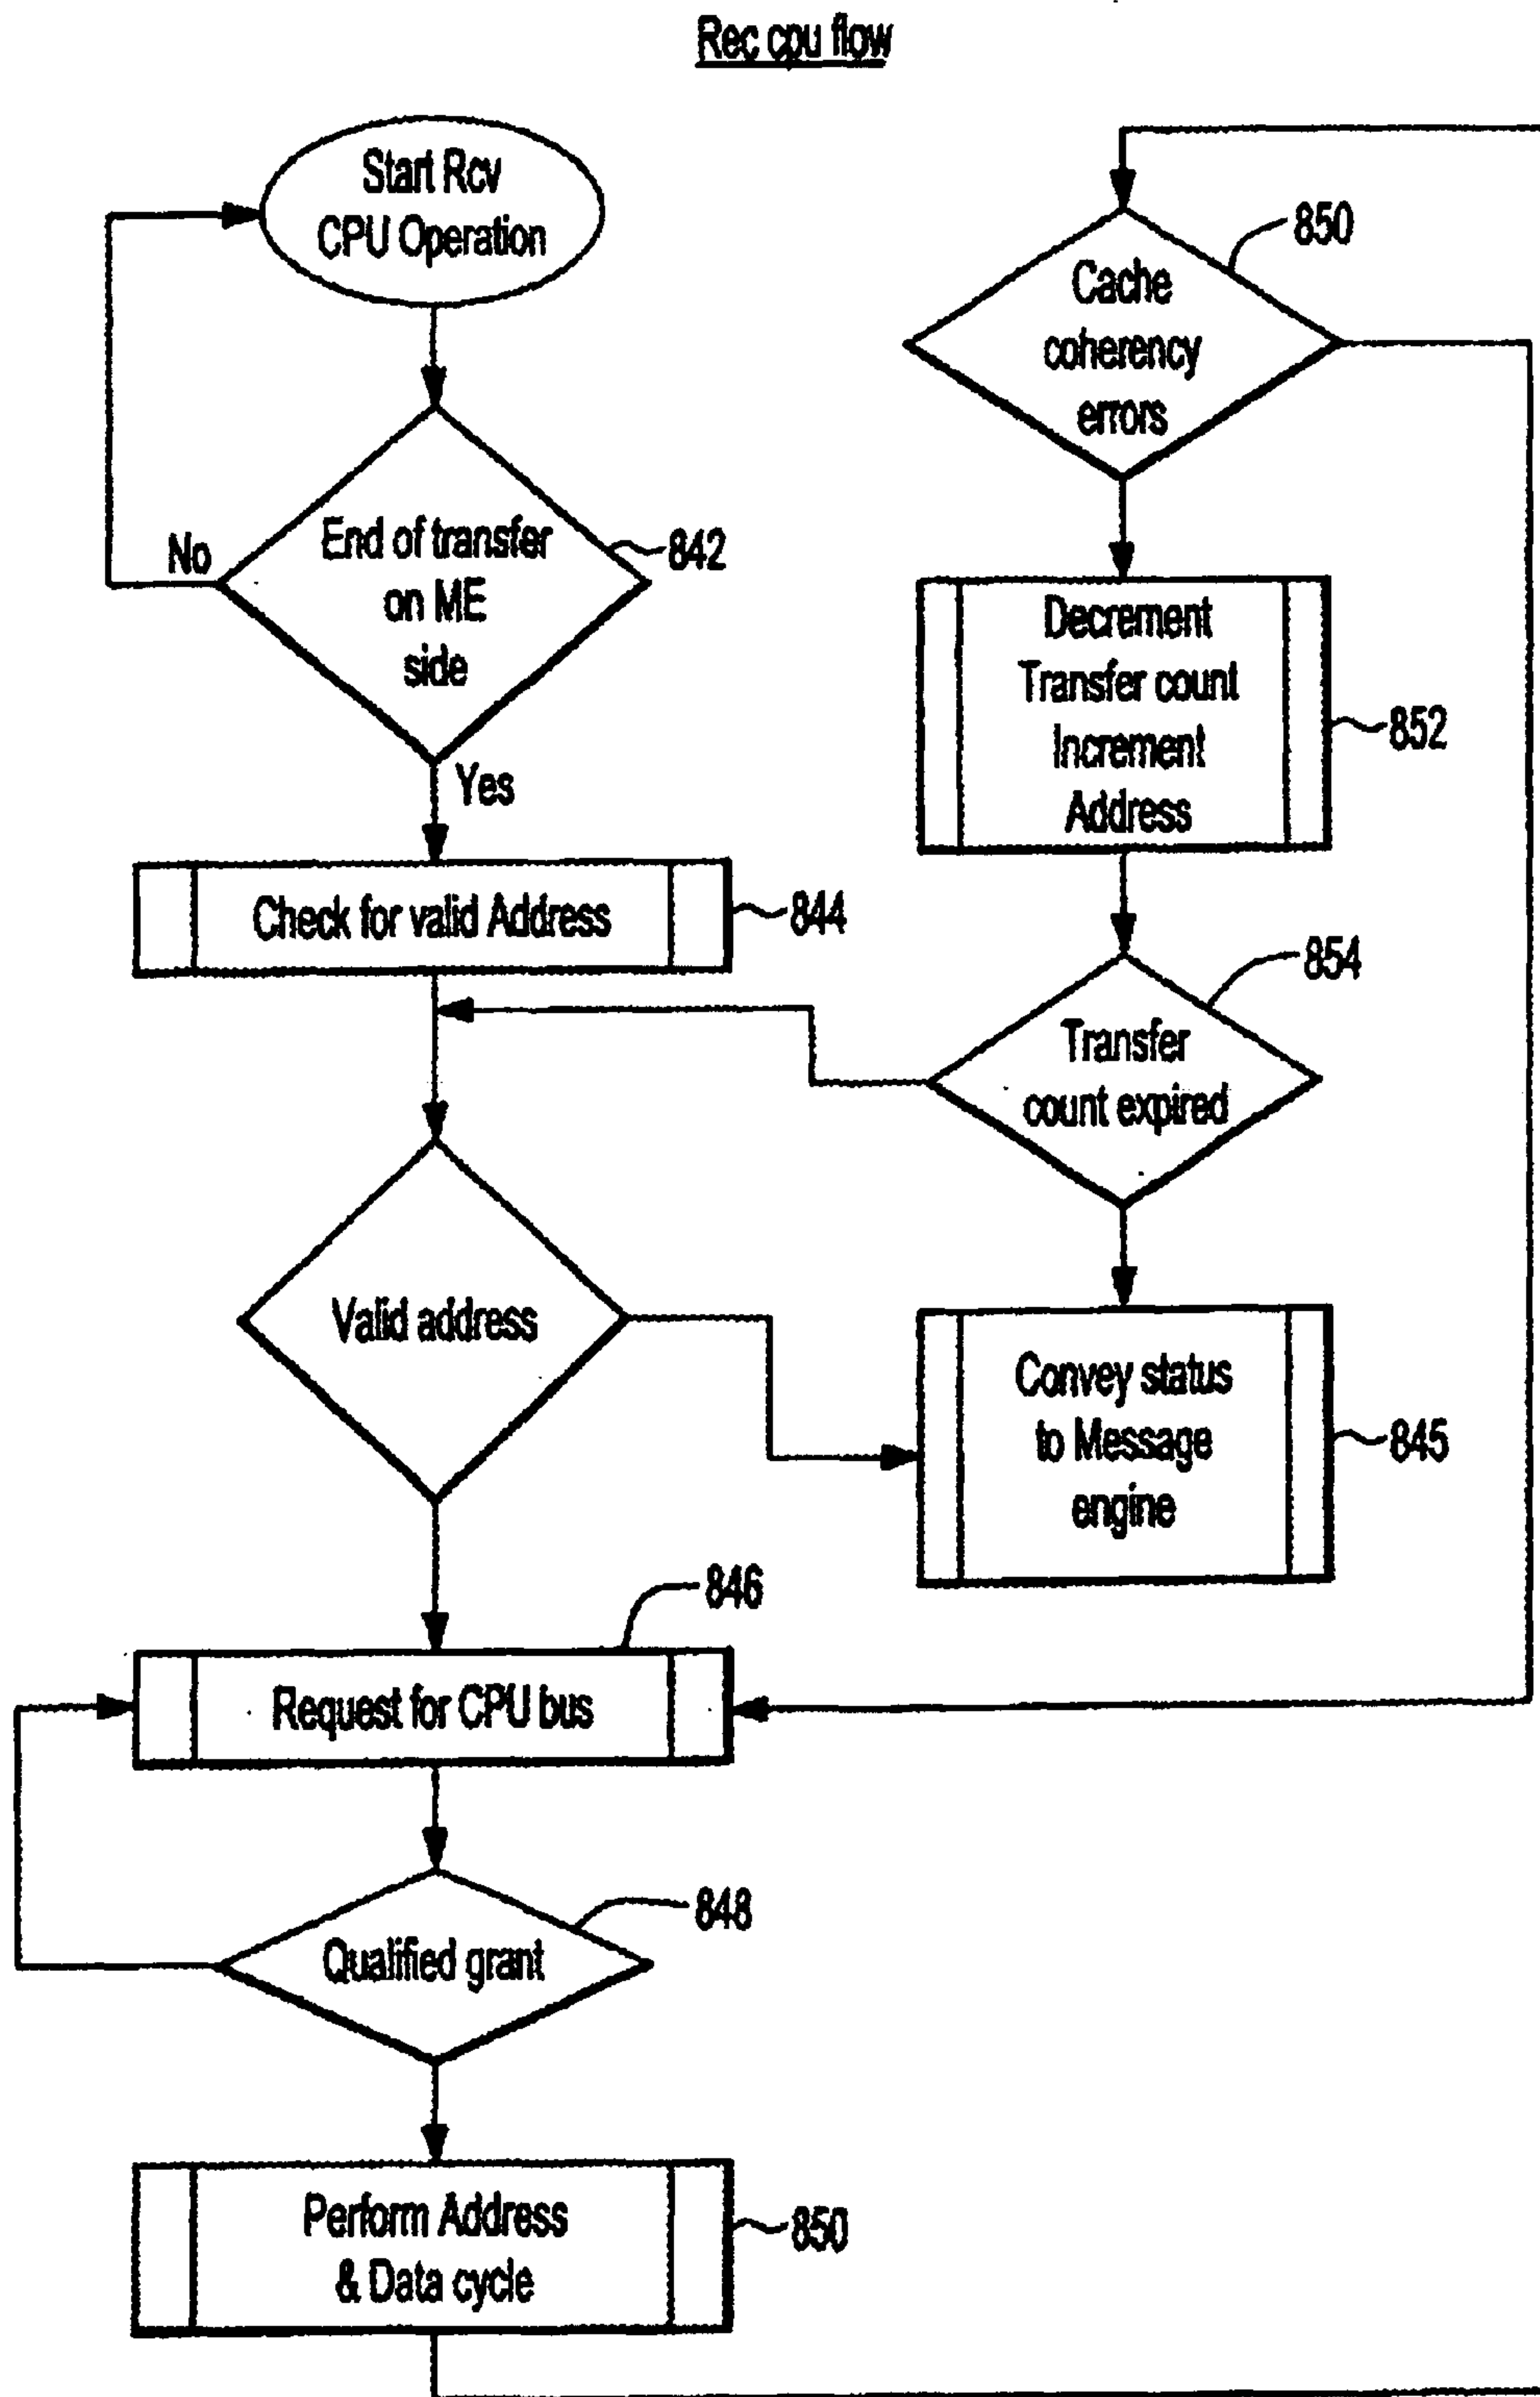 Rec cpu flow
Start Rcv
CPU Operation
No
End of transfer
on ME
side
842
Yes
Check for valid Address
844
Valid address
846
Request for CPU bus
848
Qualified grant
Perform Address
& Data cycle
850
850
Cache
coherency
errors
Decrement
Transfer count
Increment
Address
852
854
Transfer
count expired
Convey status
to Message
engine
845